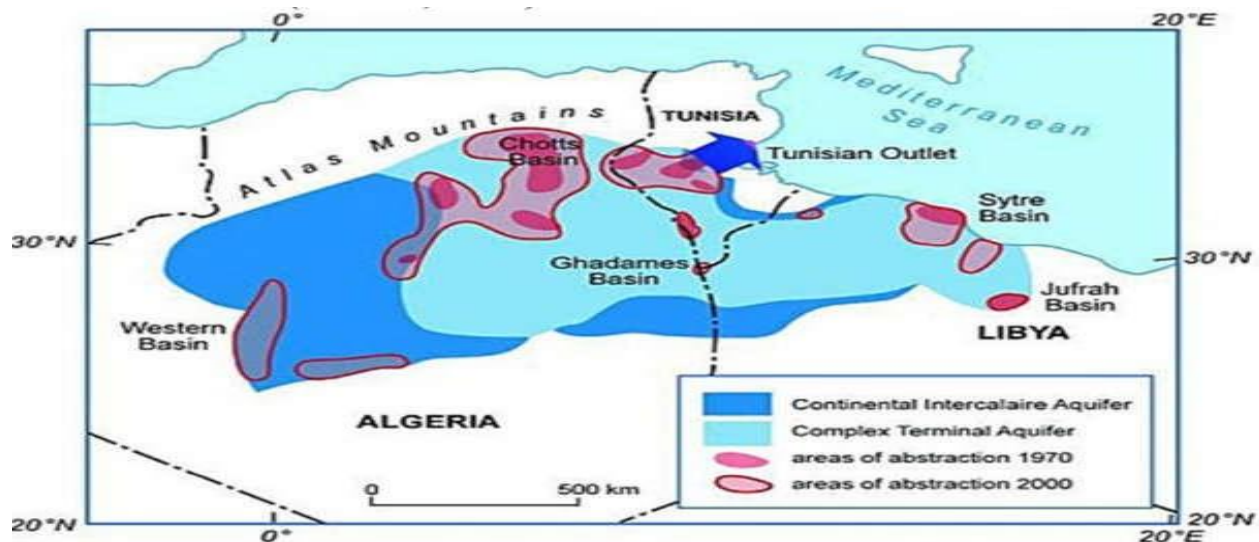 0°
20°E
Mediterranean
Sea
Atlas Mountains
TUNISIA
Chotts
Basin
Tunisian Outlet
Sytre
Basin
30°N
30°N
Ghadames
Basin
Jufrah
Basin
Western
Basin
LIBYA
ALGERIA
Continental Intercalaire Aquifer
Complex Terminal Aquifer
areas of abstraction 1970
areas of abstraction 2000
0
500 km
20°N
20°N
0°
20°E